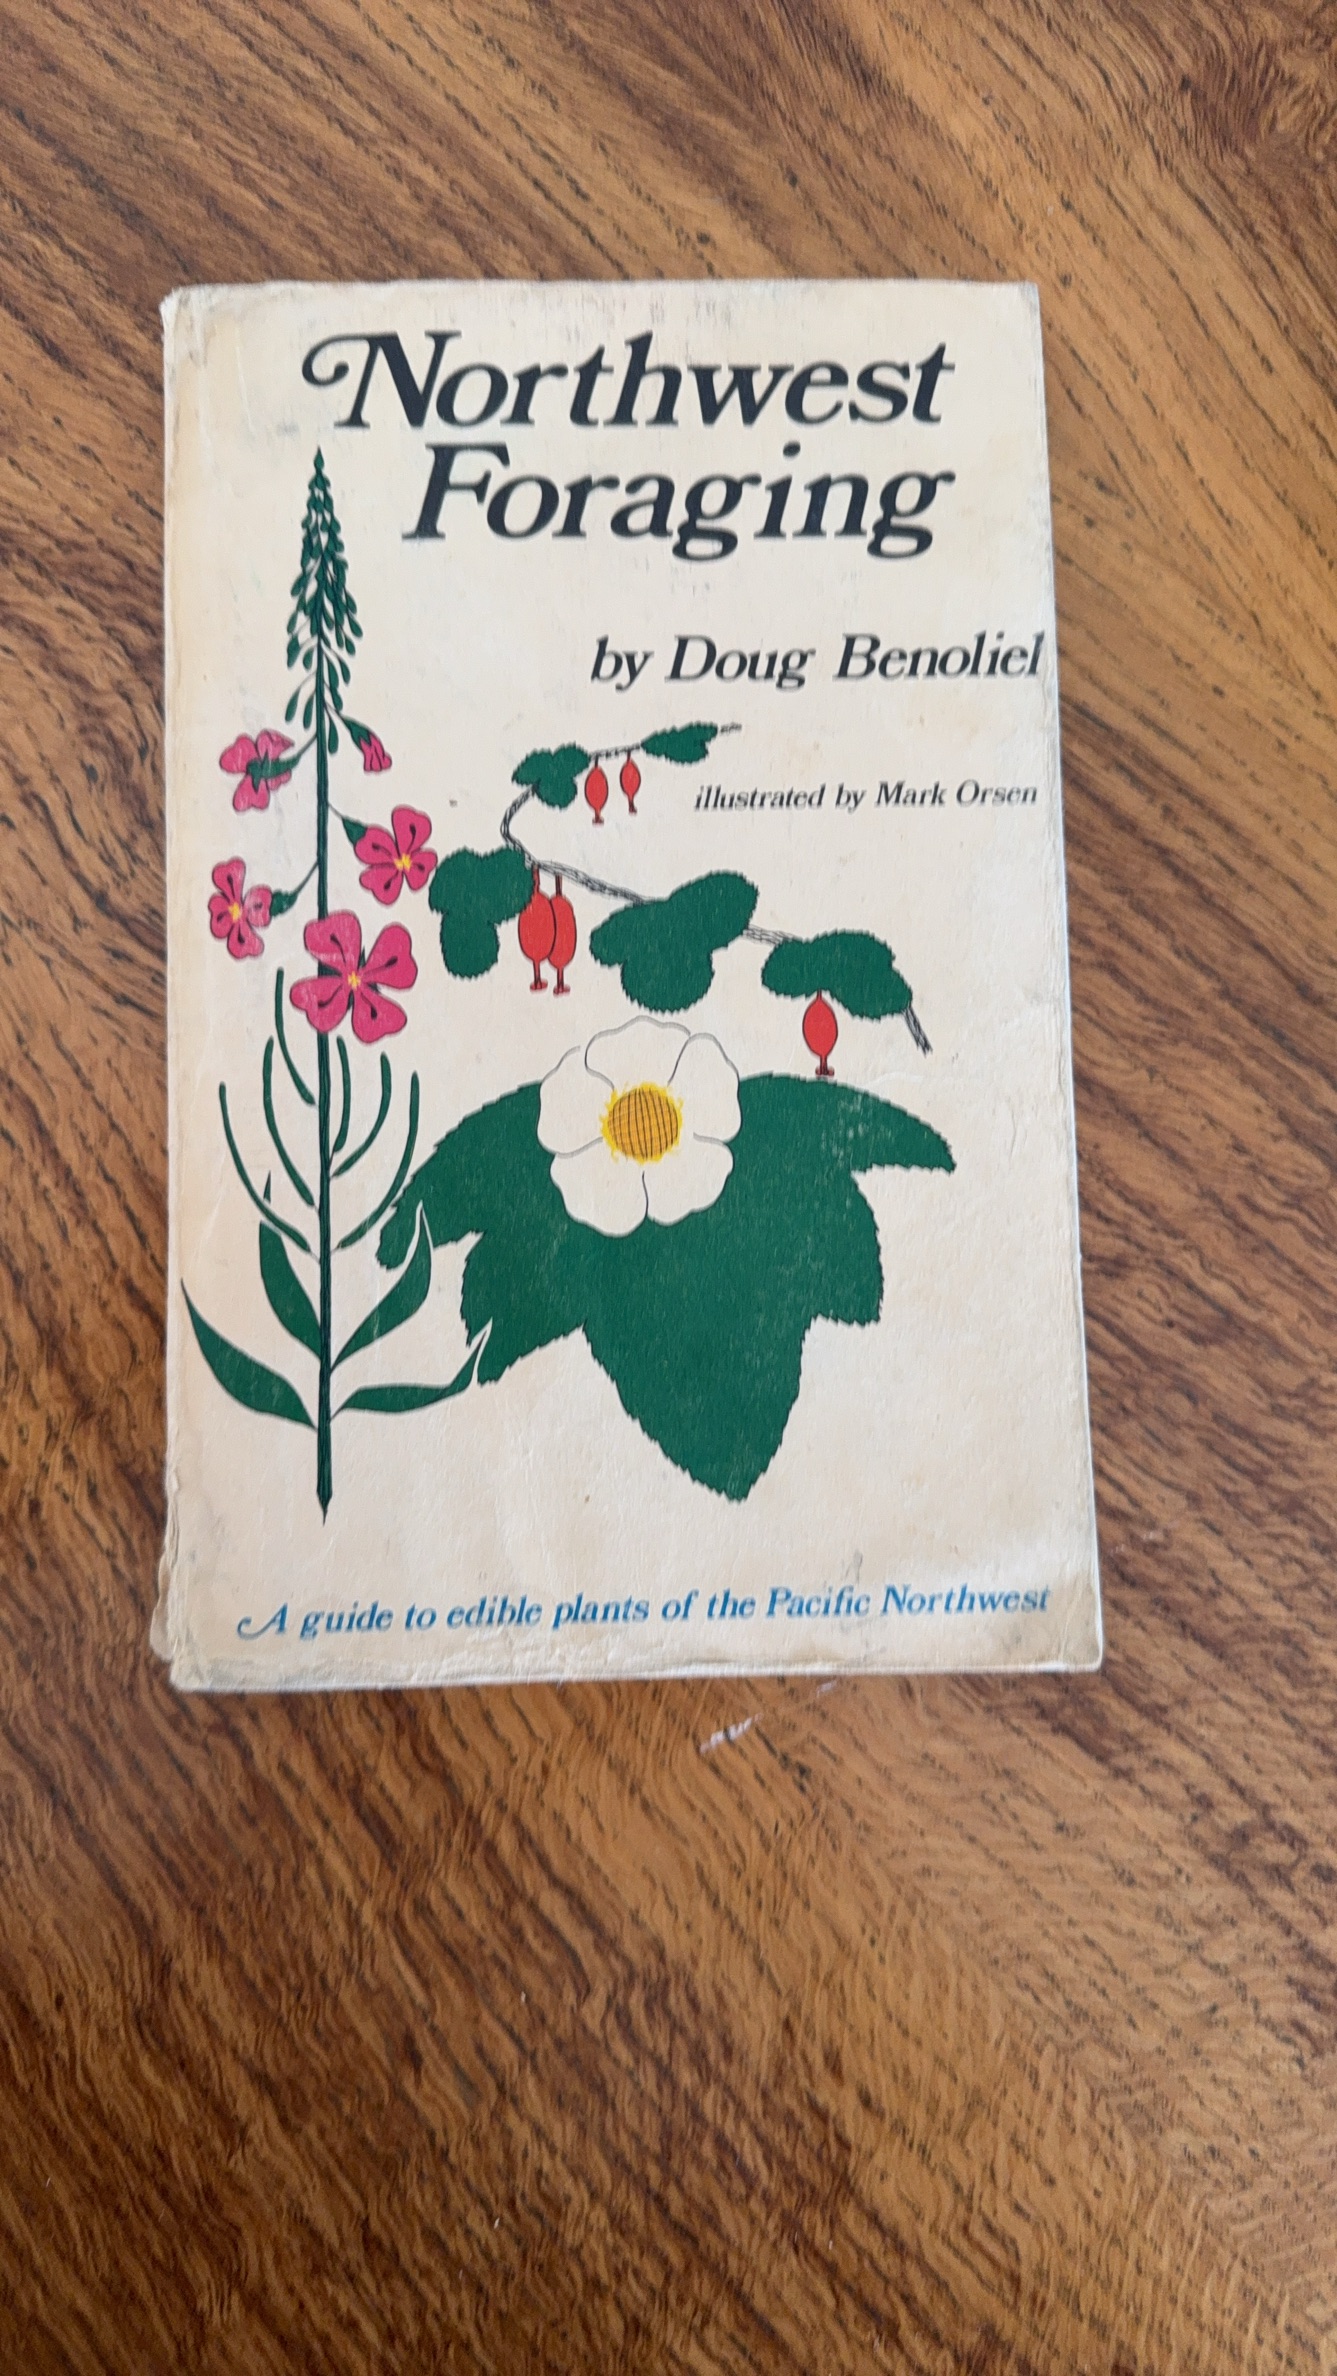 Northwest
Foraging
by Doug Benoliel
illustrated by Mark Orsen
A guide to edible plants of the Pacific Northwest